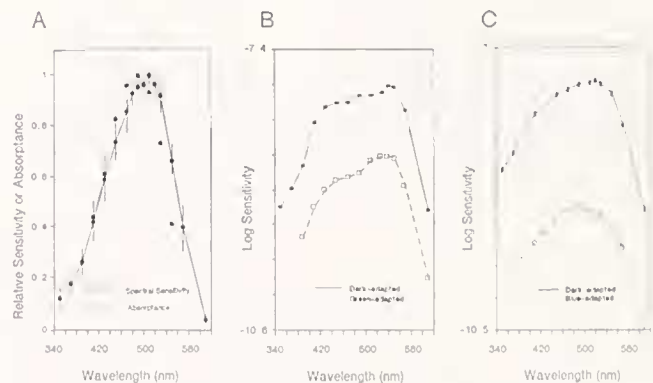 A
Relative Sensitivity or Absorptance
1
0.8
0.6
0.4
0.2
0
Spectral Sensitivity
Absorptance
340
420
500
580
Wavelength (nm)
B
Log Sensitivity
-7.4
-10.6
Dark-adapted
Green-adapted
340
420
500
580
Wavelength (nm)
C
Log Sensitivity
-10.5
Dark-adapted
Blue-adapted
340
420
500
580
Wavelength (nm)